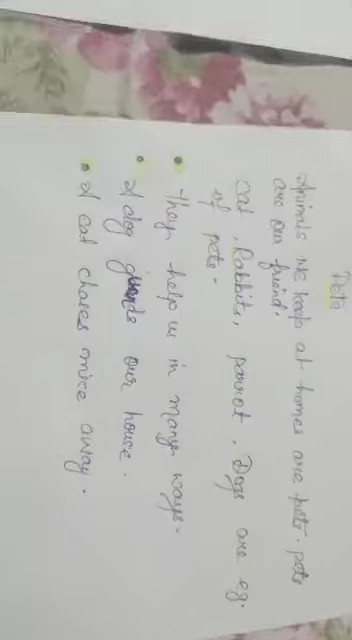 Pets
Animals we keep at homes are pets. pets
are our friend.
Cat, Rabbits, parrot, Dogs are eg.
of pets.
• They help us in many ways.
• A dog guards our house.
• A cat chases mice away.